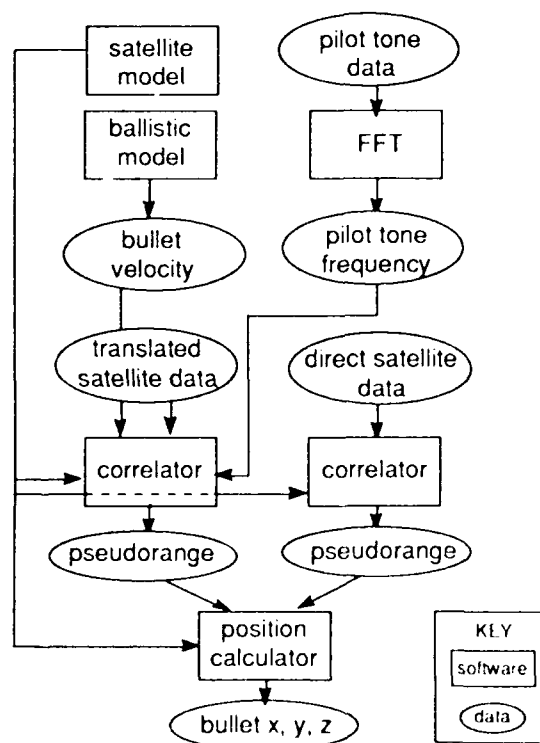 satellite
model
pilot tone
data
ballistic
model
FFT
bullet
velocity
pilot tone
frequency
translated
satellite data
direct satellite
data
correlator
correlator
pseudorange
pseudorange
position
calculator
bullet x, y, z
KEY
software
data